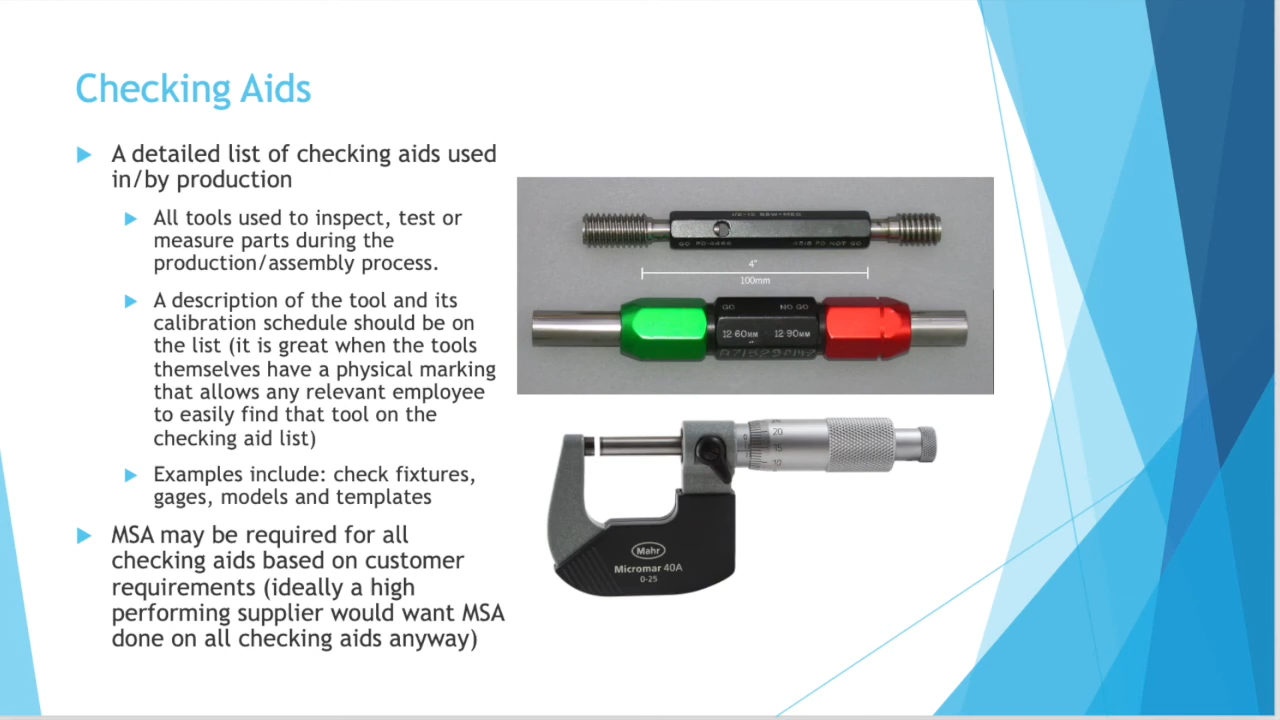 Checking Aids
A detailed list of checking aids used
in/by production
All tools used to inspect, test or
measure parts during the
production/assembly process.
A description of the tool and its
calibration schedule should be on
the list (it is great when the tools
themselves have a physical marking
that allows any relevant employee
to easily find that tool on the
checking aid list)
Examples include: check fixtures,
gages, models and templates
MSA may be required for all
checking aids based on customer
requirements (ideally a high
performing supplier would want MSA
done on all checking aids anyway)
NOT GO
4"
100mm
GO NO GO
12·60MM 12·90MM
20
15
10
Mahr
Micromar 40A
0-25